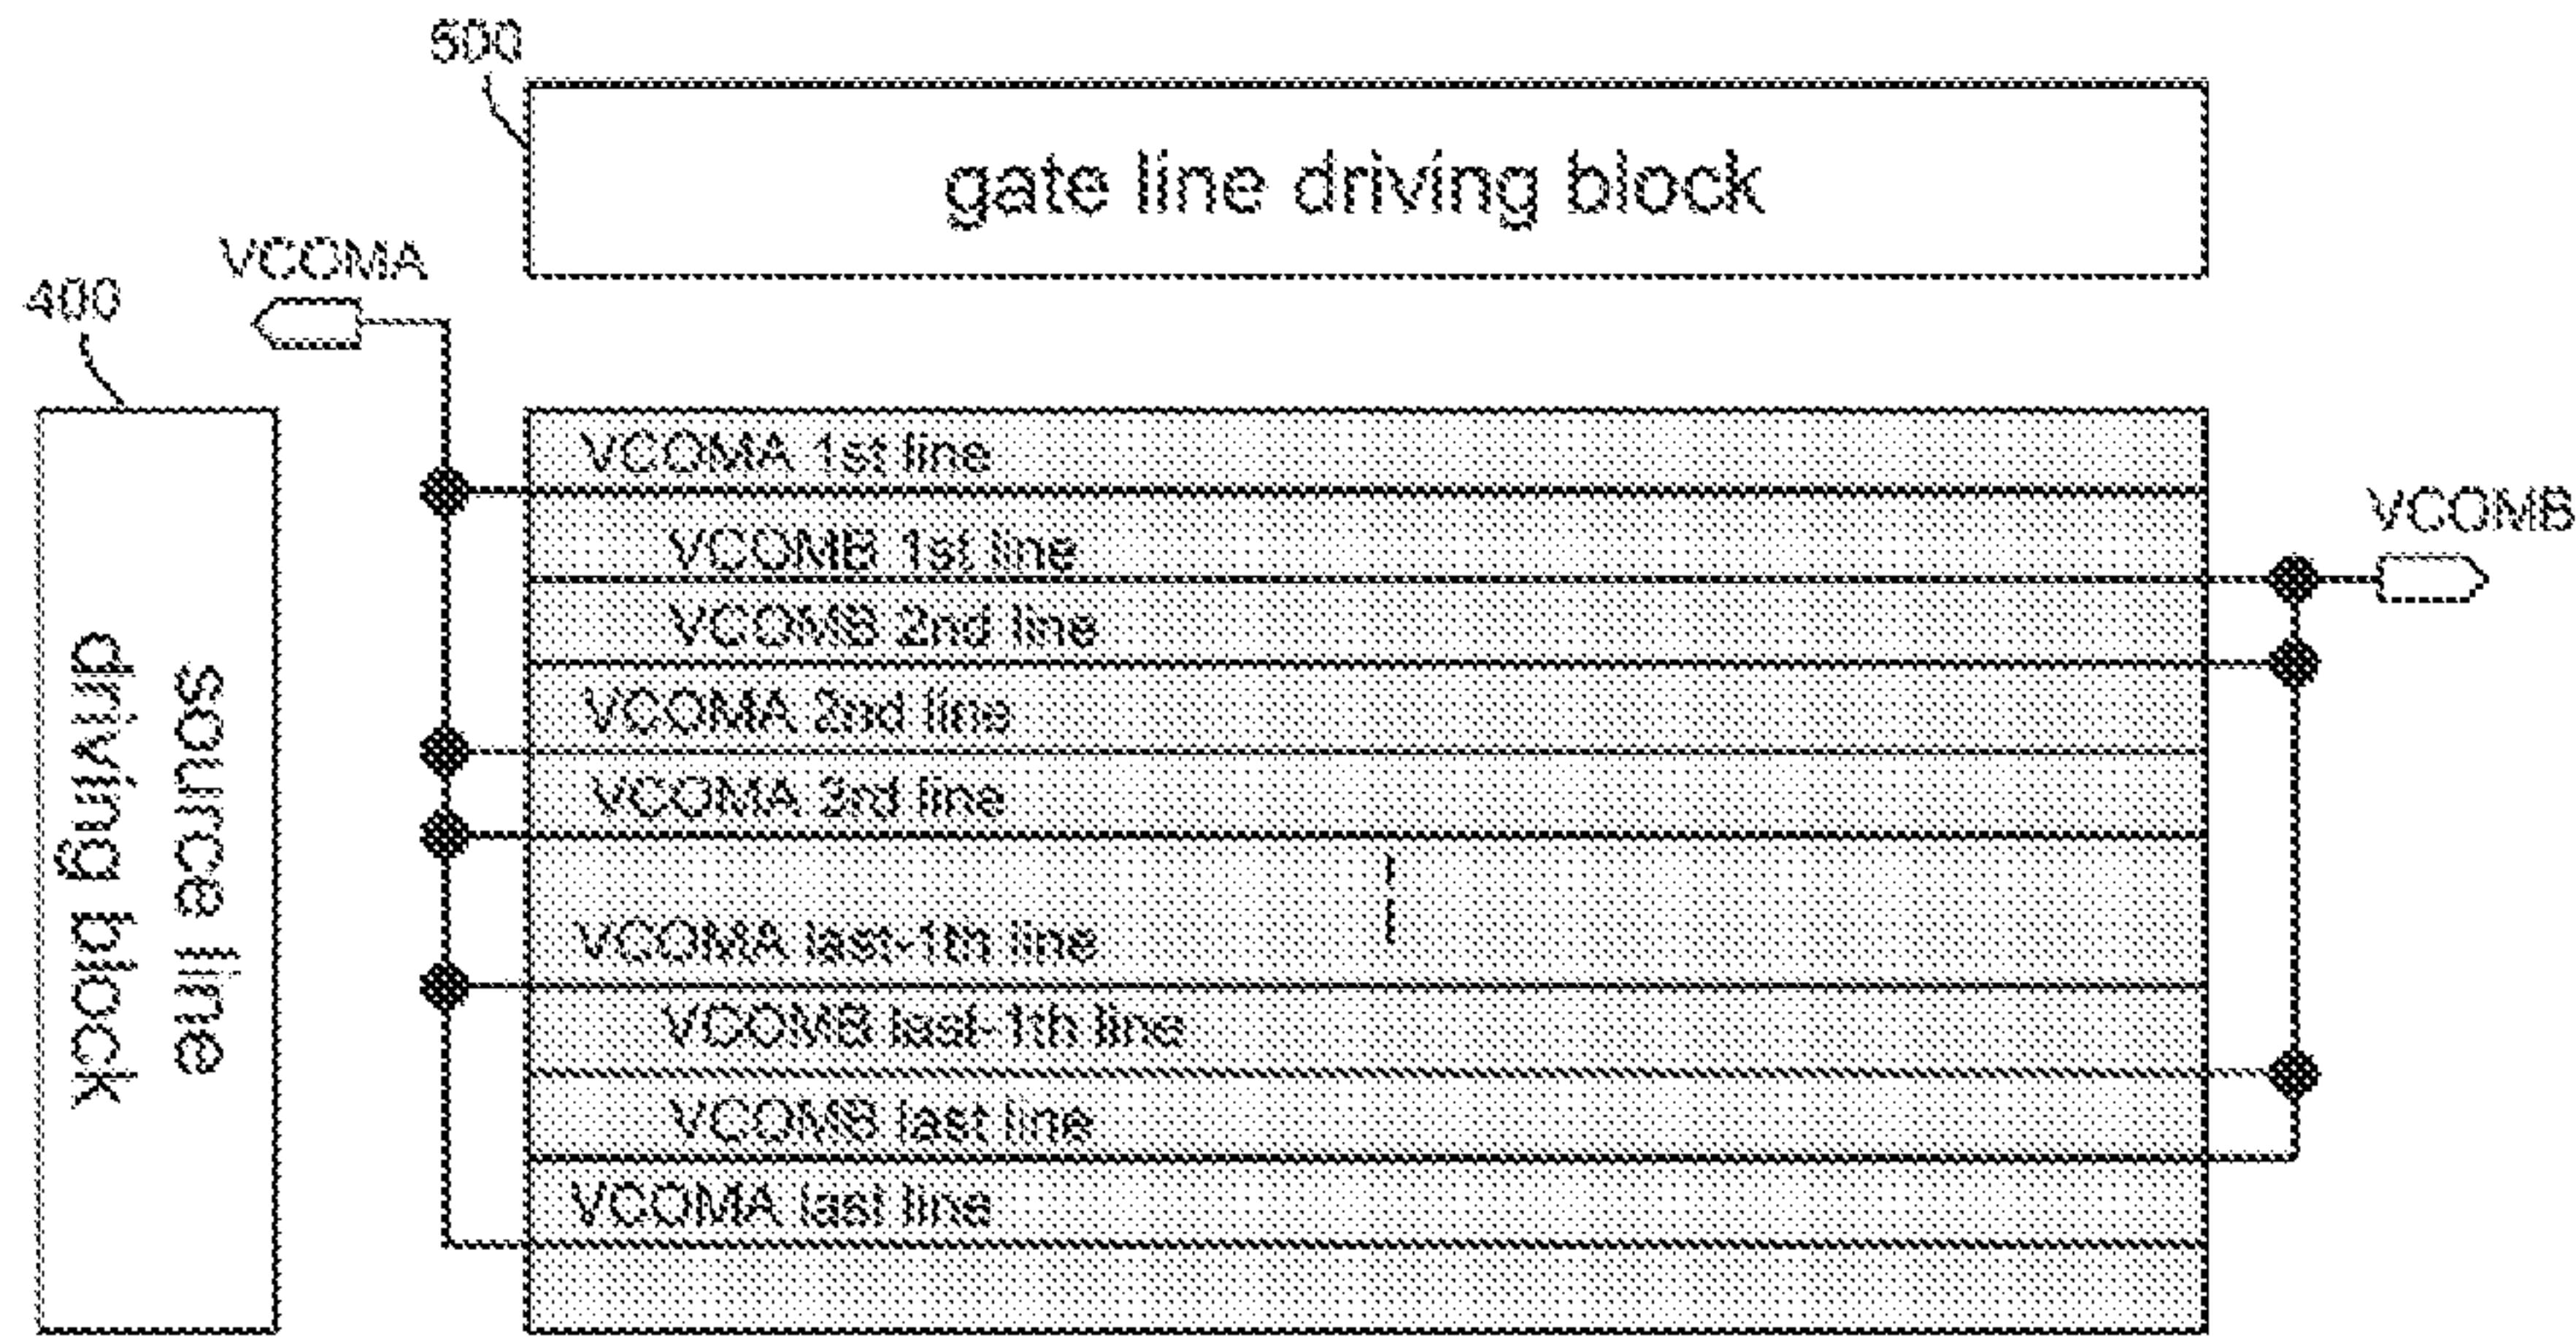 500
gate line driving block
VCOMA
400
VCOMA 1st line
VCOMB 1st line
VCOMB
VCOMB 2nd line
VCOMA 2nd line
VCOMA 3rd line
source line
driving block
VCOMA last-1th line
VCOMB last-1th line
VCOMB last line
VCOMA last line